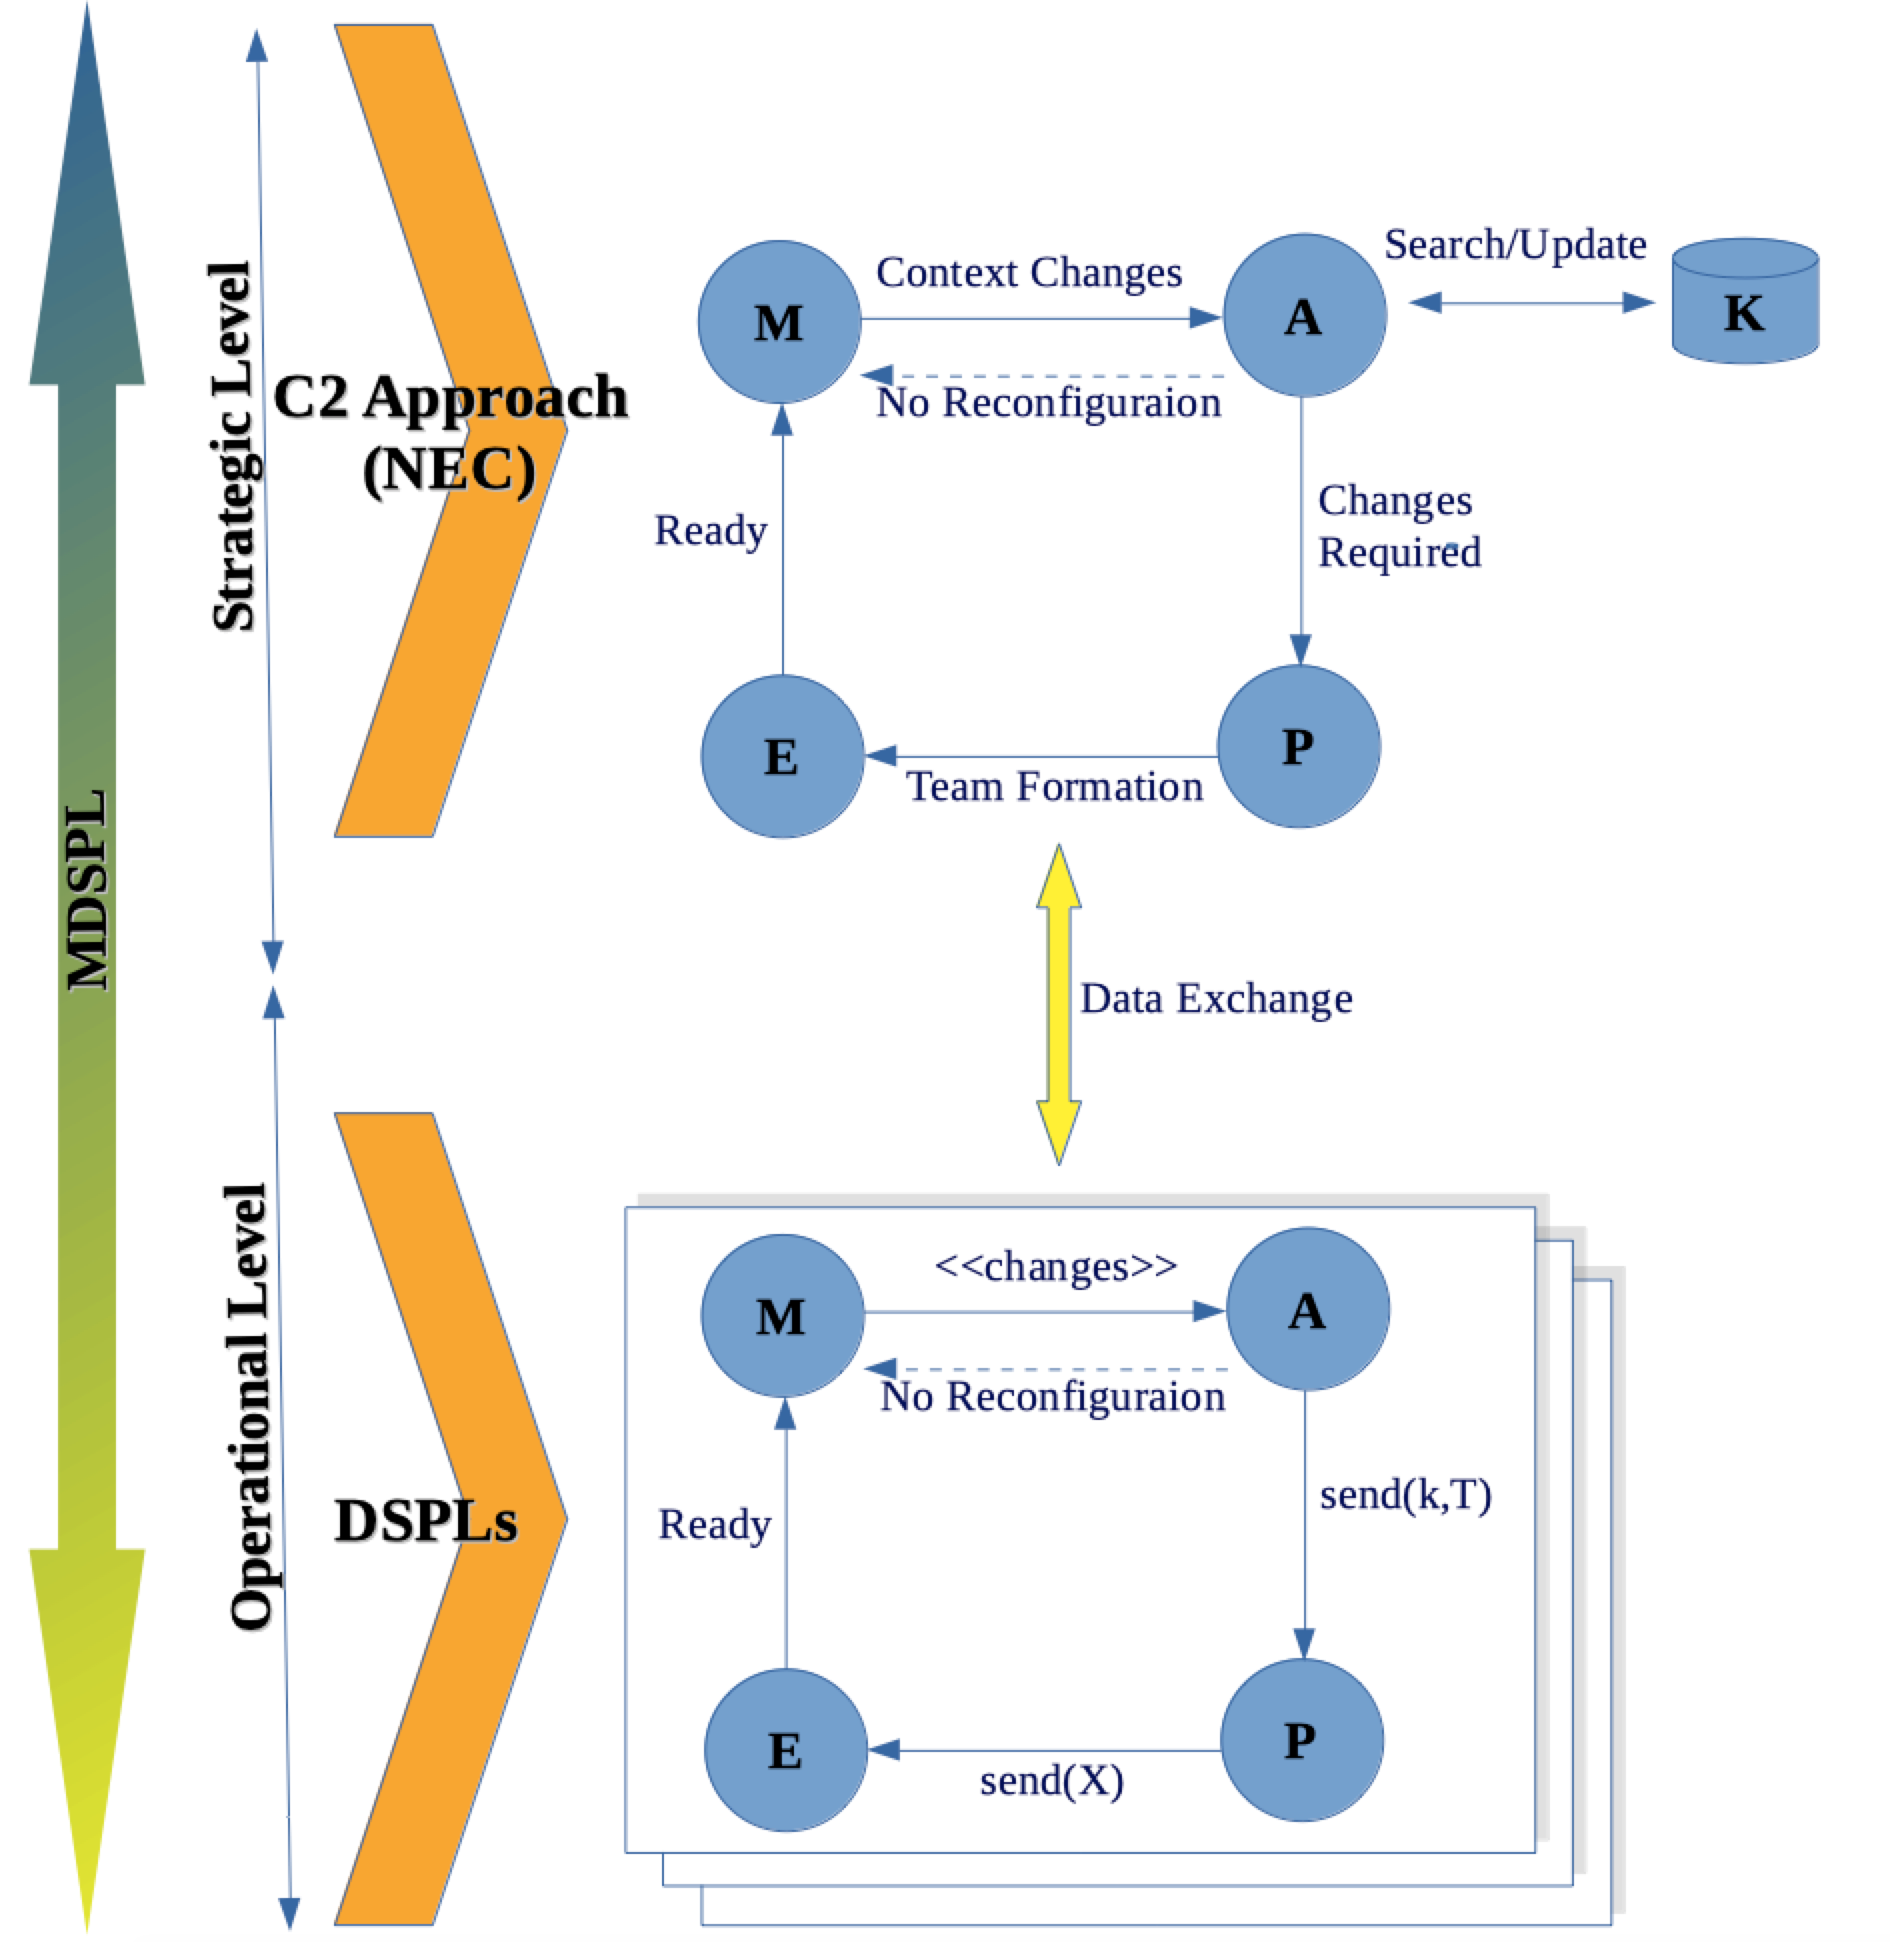 MDSPL
Strategic Level
C2 Approach
(NEC)
M
Context Changes
A
Search/Update
K
No Reconfiguraion
Ready
Changes
Required
E
Team Formation
P
Data Exchange
Operational Level
DSPLs
M
<<changes>>
A
No Reconfiguraion
Ready
send(k,T)
E
send(X)
P